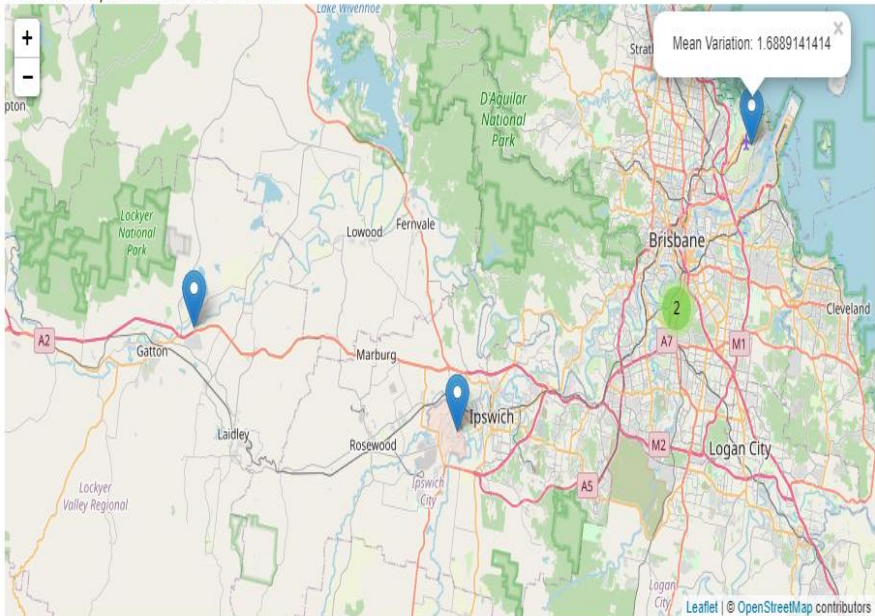 Lake Wivenhoe
+
−
Strath
×
Mean Variation: 1.6889141414
pton
D'Aguilar
National
Park
Lockyer
National
Park
Lowood
Fernvale
Brisbane
2
Cleveland
A2
Gatton
Marburg
A7
M1
Ipswich
Laidley
Rosewood
M2
Logan City
Ipswich
City
A5
Lockyer
Valley Regional
Logan
City
Leaflet | © OpenStreetMap contributors